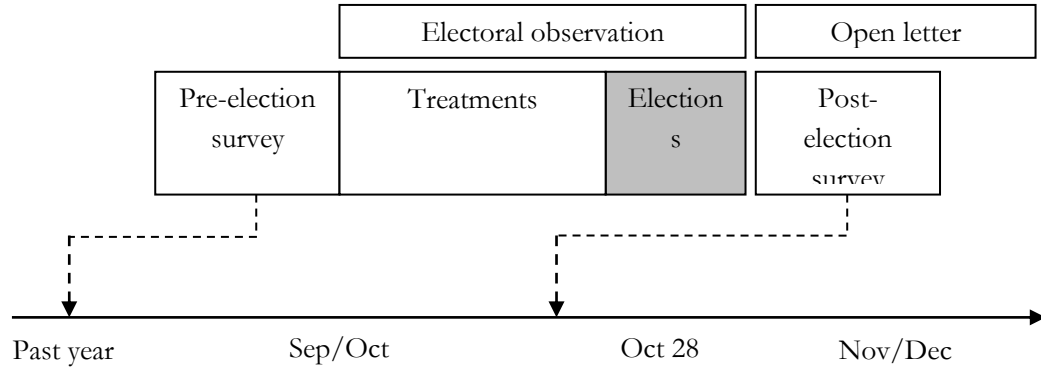 Electoral observation
Open letter
Pre-election
survey
Treatments
Election
s
Post-
election
survey
Past year
Sep/Oct
Oct 28
Nov/Dec